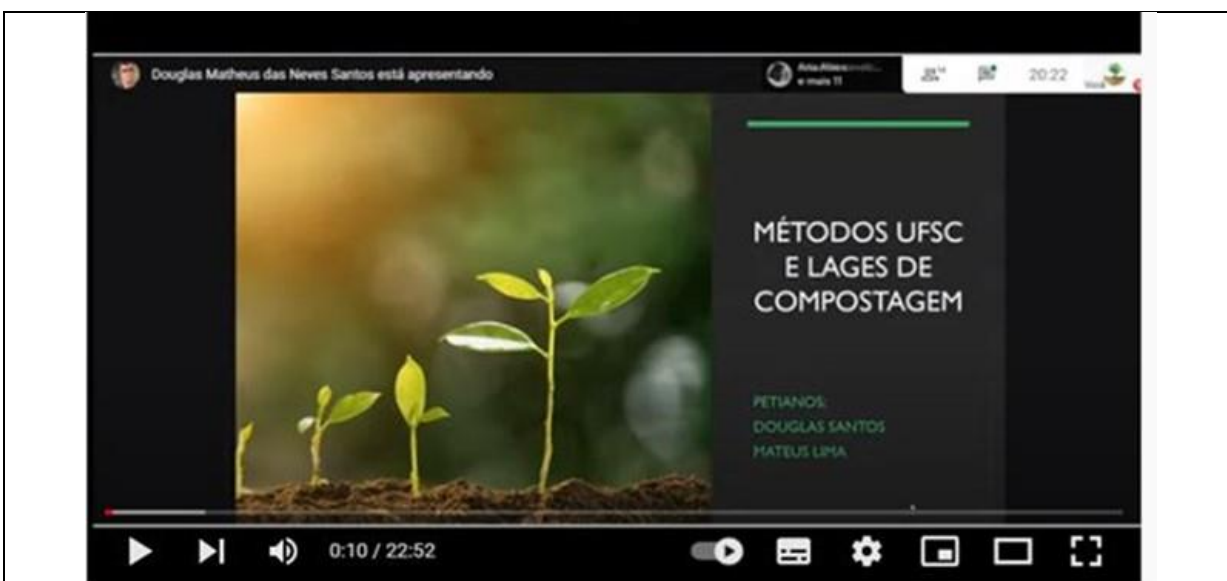 Douglas Matheus das Neves Santos está apresentando
e mais 11
20:22
MÉTODOS UFSC
E LAGES DE
COMPOSTAGEM
PETIANOS:
DOUGLAS SANTOS
MATEUS LIMA
0:10 / 22:52